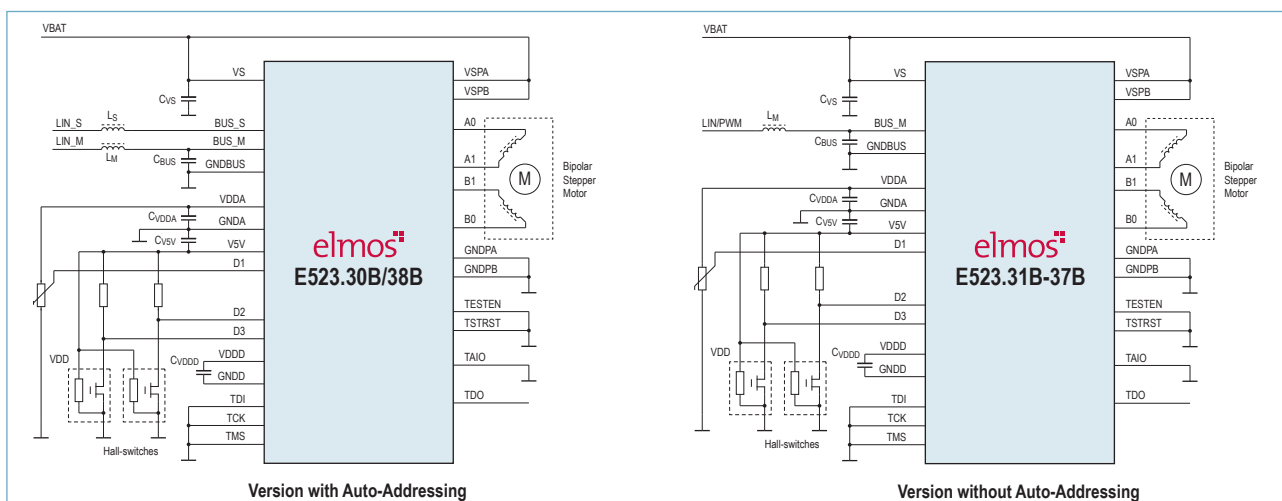 VBAT
VS
CVS
LIN_S
LS
BUS_S
LIN_M
LM
BUS_M
CBUS
GNDBUS
VDDA
CVDDA
GNDA
CV5V
V5V
D1
D2
D3
VDD
CVDDD
VDDD
GNDD
TDI
TCK
TMS
Hall-switches
elmos
E523.30B/38B
VSPA
VSPB
A0
A1
B1
B0
M
Bipolar
Stepper
Motor
GNDPA
GNDPB
TESTEN
TSTRST
TAIO
TDO
Version with Auto-Addressing
VBAT
VS
CVS
LIN/PWM
LM
BUS_M
CBUS
GNDBUS
VDDA
CVDDA
GNDA
CV5V
V5V
D1
D2
D3
VDD
CVDDD
VDDD
GNDD
TDI
TCK
TMS
Hall-switches
elmos
E523.31B-37B
VSPA
VSPB
A0
A1
B1
B0
M
Bipolar
Stepper
Motor
GNDPA
GNDPB
TESTEN
TSTRST
TAIO
TDO
Version without Auto-Addressing